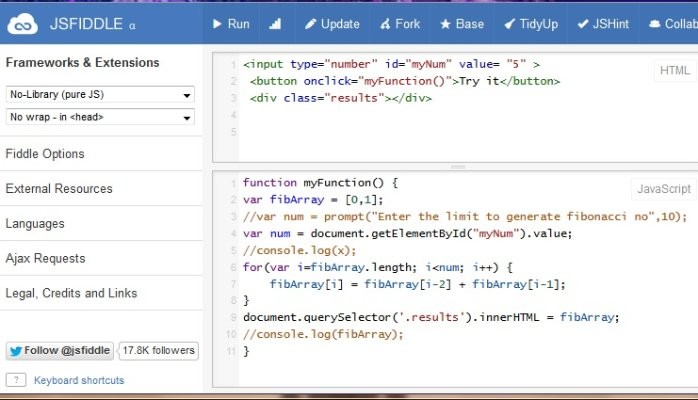 JSFIDDLE α
Run
Update
Fork
Base
TidyUp
JSHint
Collab
Frameworks & Extensions
No-Library (pure JS)
No wrap - in <head>
Fiddle Options
External Resources
Languages
Ajax Requests
Legal, Credits and Links
Follow @jsfiddle
17.8K followers
? Keyboard shortcuts
HTML
1 <input type="number" id="myNum" value= "5" >
2 <button onclick="myFunction()">Try it</button>
3 <div class="results"></div>
4
5
JavaScript
1 function myFunction() {
2 var fibArray = [0,1];
3 //var num = prompt("Enter the limit to generate fibonacci no",10);
4 var num = document.getElementById("myNum").value;
5 //console.log(x);
6 for(var i=fibArray.length; i<num; i++) {
7 fibArray[i] = fibArray[i-2] + fibArray[i-1];
8 }
9 document.querySelector('.results').innerHTML = fibArray;
10 //console.log(fibArray);
11 }